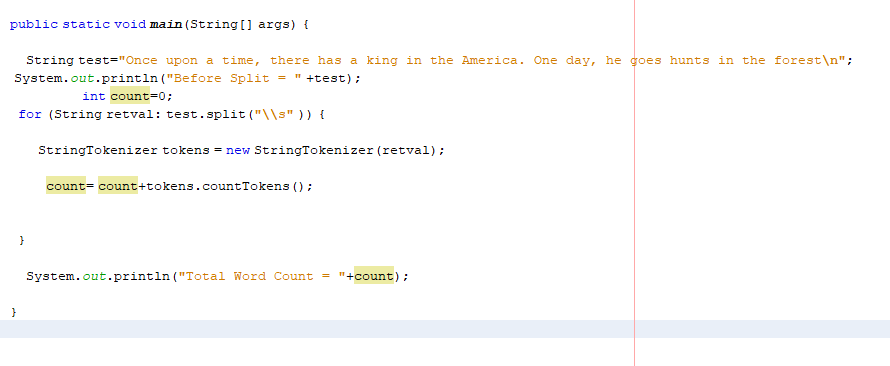 public static void main(String[] args) {
String test="Once upon a time, there has a king in the America. One day, he goes hunts in the forest\n";
System.out.println("Before Split = " +test);
int count=0;
for (String retval: test.split("\\s" )) {
StringTokenizer tokens = new StringTokenizer(retval);
count= count+tokens.countTokens();
}
System.out.println("Total Word Count = "+count);
}